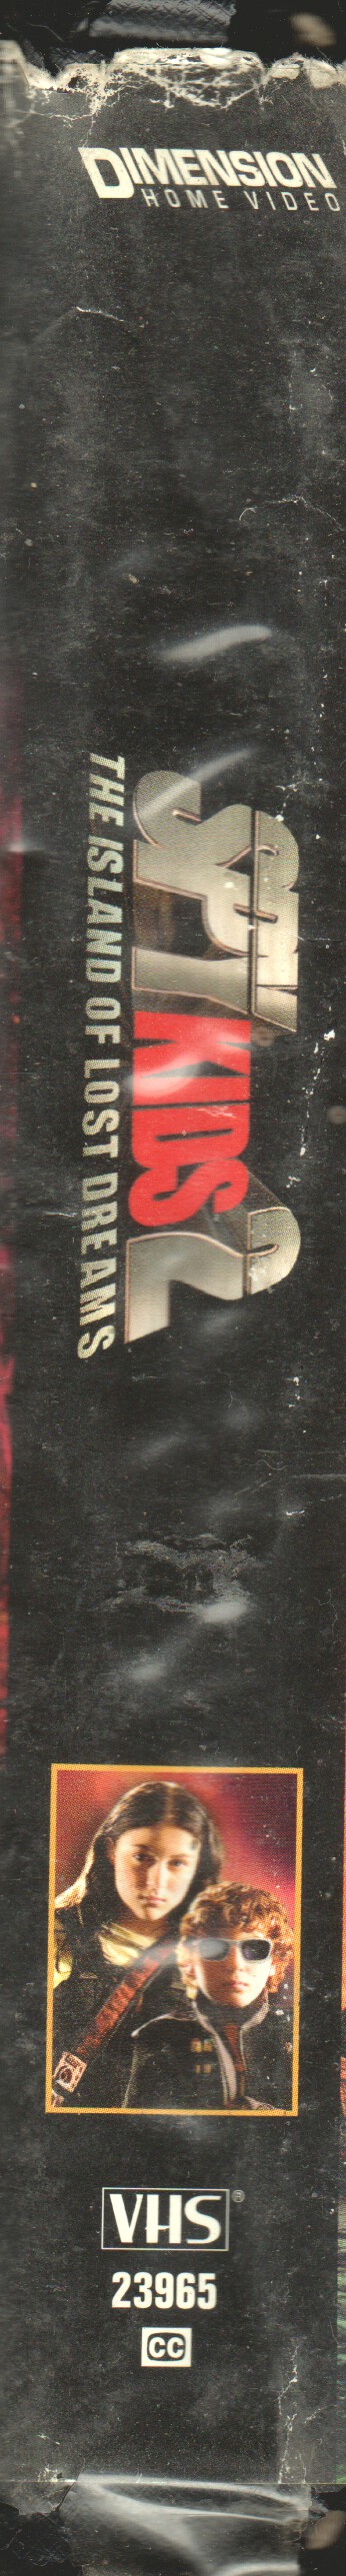 DIMENSION
HOME VIDEO
SPY KIDS 2
THE ISLAND OF LOST DREAMS
VHS ®
23965
CC